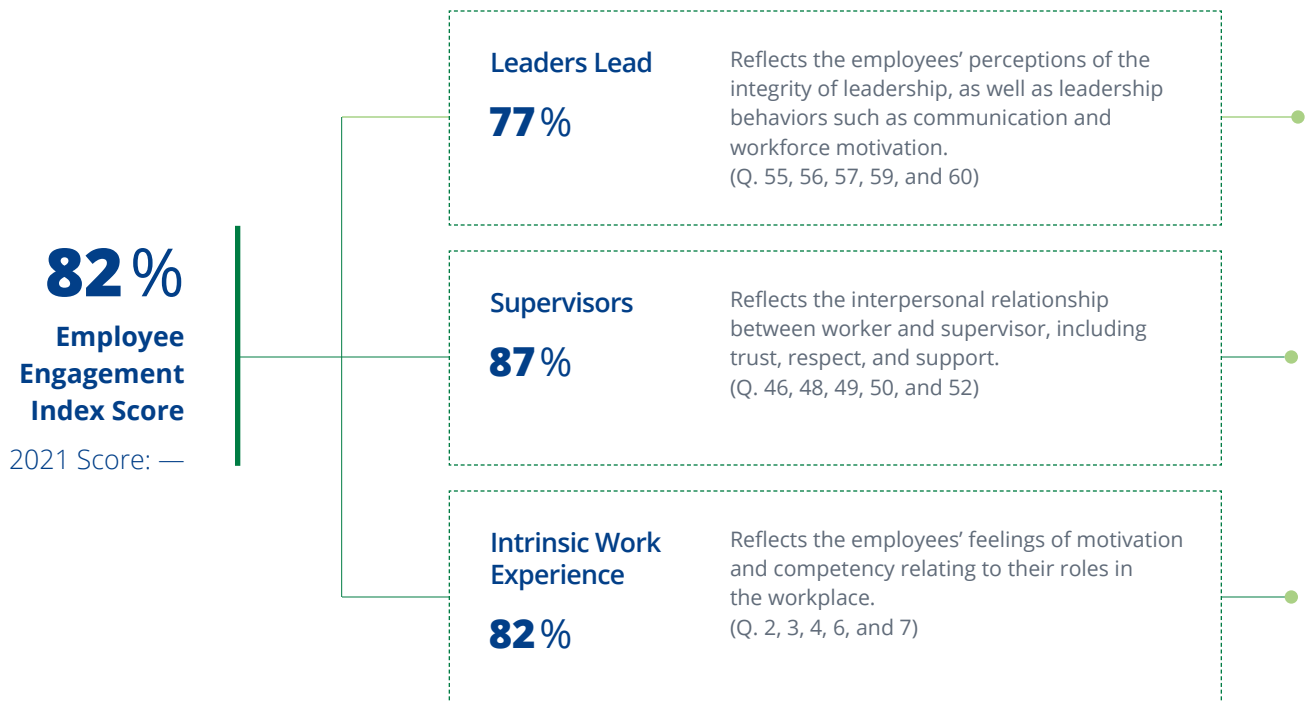 82%
Employee
Engagement
Index Score
2021 Score: —
Leaders Lead
77%
Reflects the employees’ perceptions of the
integrity of leadership, as well as leadership
behaviors such as communication and
workforce motivation.
(Q. 55, 56, 57, 59, and 60)
Supervisors
87%
Reflects the interpersonal relationship
between worker and supervisor, including
trust, respect, and support.
(Q. 46, 48, 49, 50, and 52)
Intrinsic Work
Experience
82%
Reflects the employees’ feelings of motivation
and competency relating to their roles in
the workplace.
(Q. 2, 3, 4, 6, and 7)